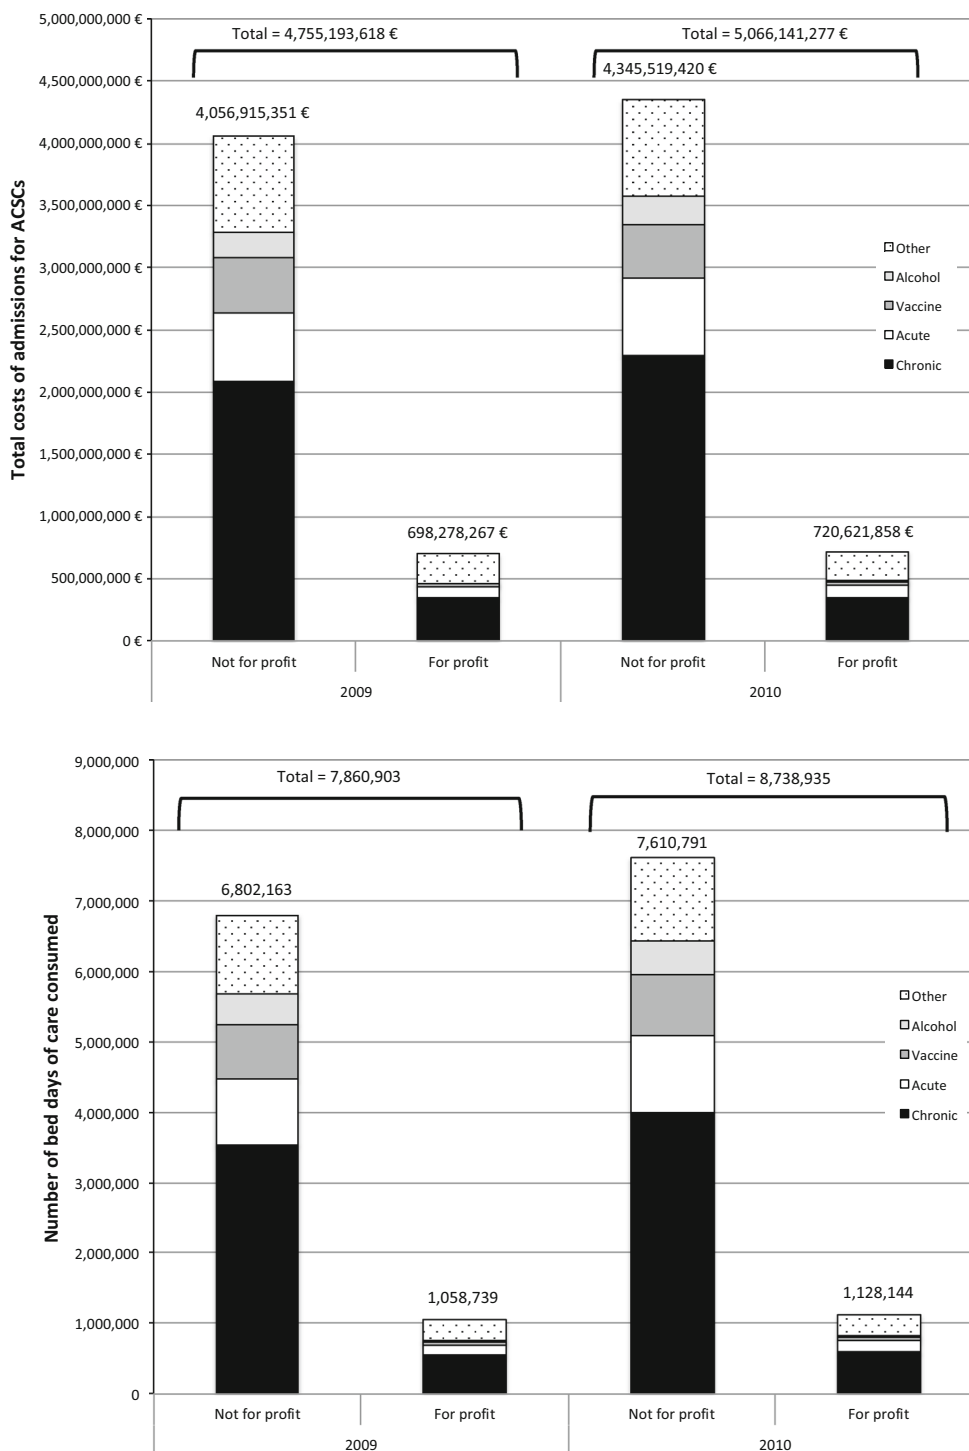 Total costs of admissions for ACSCs
5,000,000,000 €
4,500,000,000 €
4,000,000,000 €
3,500,000,000 €
3,000,000,000 €
2,500,000,000 €
2,000,000,000 €
1,500,000,000 €
1,000,000,000 €
500,000,000 €
0 €
Total = 4,755,193,618 €
Total = 5,066,141,277 €
4,056,915,351 €
698,278,267 €
4,345,519,420 €
720,621,858 €
Other
Alcohol
Vaccine
Acute
Chronic
Not for profit
For profit
Not for profit
For profit
2009
2010
Number of bed days of care consumed
9,000,000
8,000,000
7,000,000
6,000,000
5,000,000
4,000,000
3,000,000
2,000,000
1,000,000
0
Total = 7,860,903
Total = 8,738,935
6,802,163
1,058,739
7,610,791
1,128,144
Other
Alcohol
Vaccine
Acute
Chronic
Not for profit
For profit
Not for profit
For profit
2009
2010